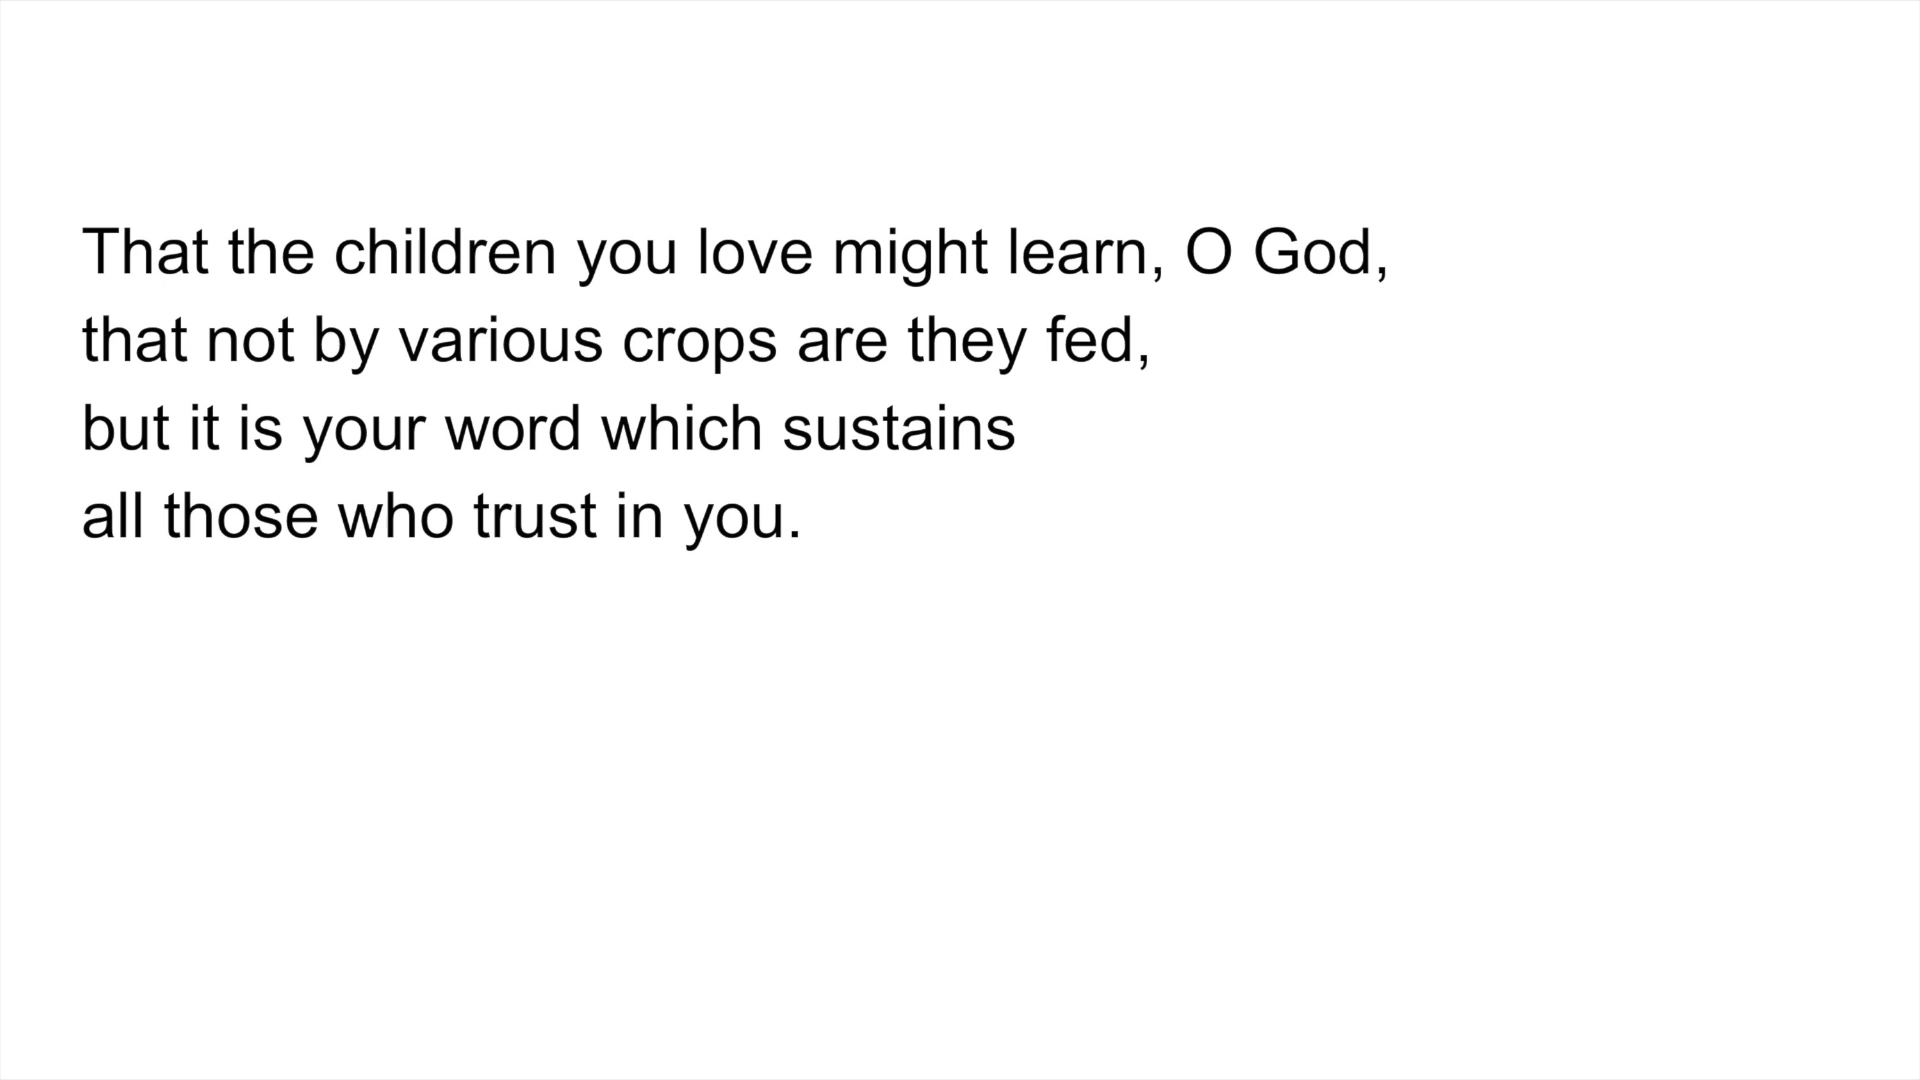 That the children you love might learn, O God,
that not by various crops are they fed,
but it is your word which sustains
all those who trust in you.